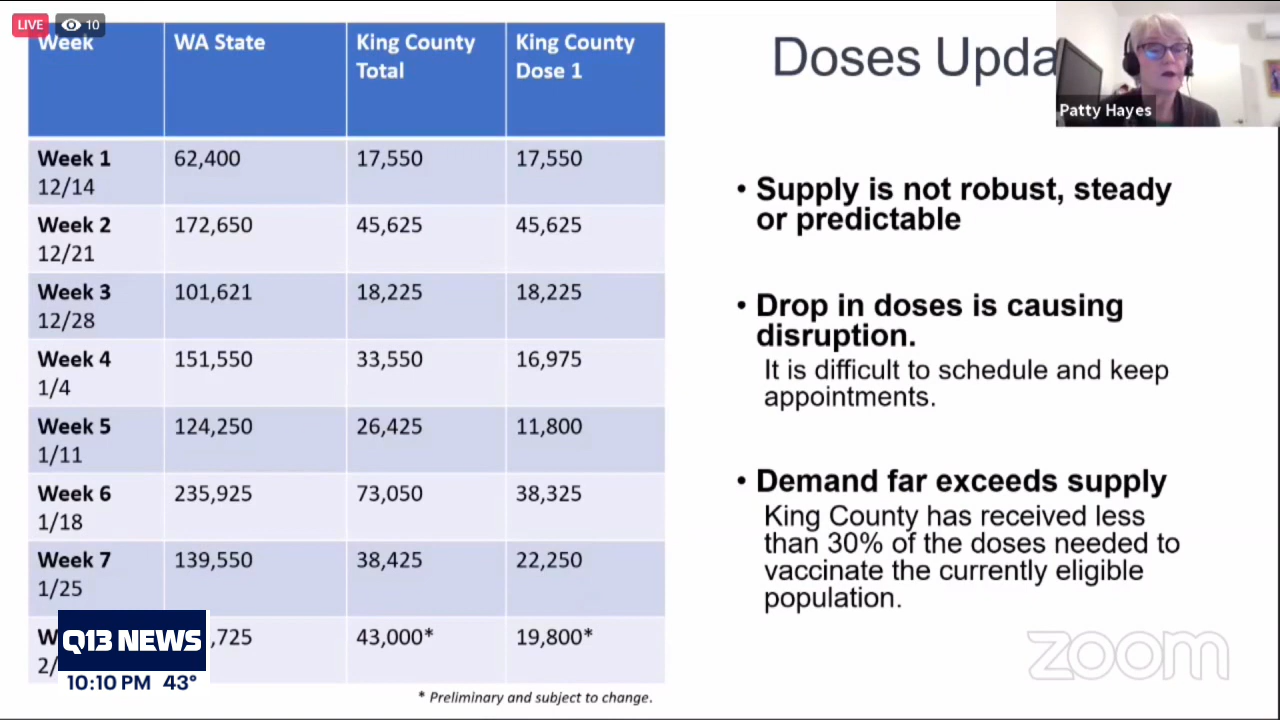 LIVE 10
Week WA State King County King County
Total Dose 1
Week 1 62,400 17,550 17,550
12/14
Week 2 172,650 45,625 45,625
12/21
Week 3 101,621 18,225 18,225
12/28
Week 4 151,550 33,550 16,975
1/4
Week 5 124,250 26,425 11,800
1/11
Week 6 235,925 73,050 38,325
1/18
Week 7 139,550 38,425 22,250
1/25
,725 43,000* 19,800*
2/
* Preliminary and subject to change.
Doses Upda
Patty Hayes
• Supply is not robust, steady
or predictable
• Drop in doses is causing
disruption.
It is difficult to schedule and keep
appointments.
• Demand far exceeds supply
King County has received less
than 30% of the doses needed to
vaccinate the currently eligible
population.
zoom
Q13 NEWS
10:10 PM 43°